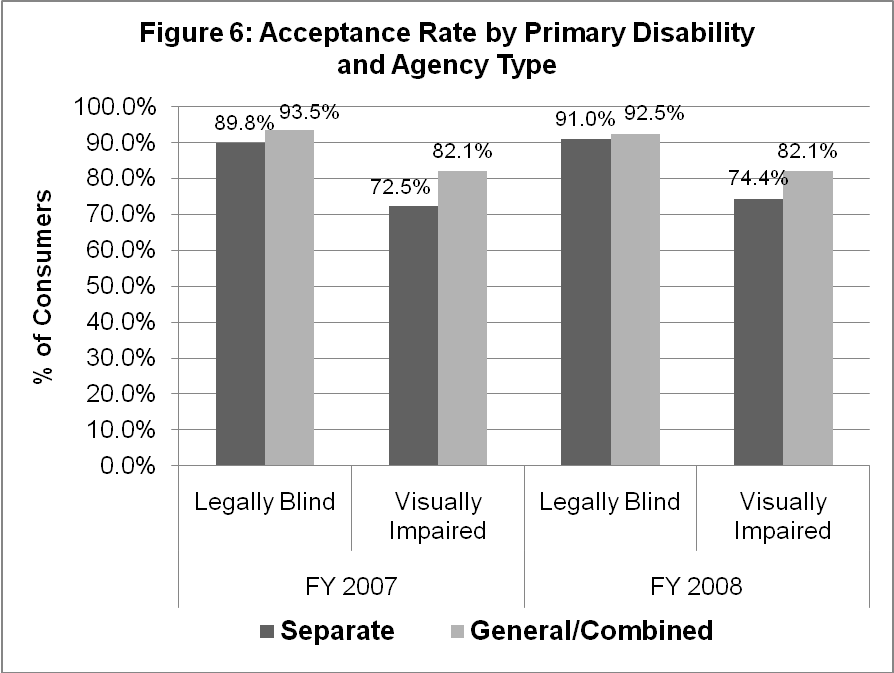 Figure 6: Acceptance Rate by Primary Disability
and Agency Type
% of Consumers
100.0%
90.0%
80.0%
70.0%
60.0%
50.0%
40.0%
30.0%
20.0%
10.0%
0.0%
89.8% 93.5%
72.5% 82.1%
91.0% 92.5%
74.4% 82.1%
Legally Blind
Visually
Impaired
Legally Blind
Visually
Impaired
FY 2007
FY 2008
Separate
General/Combined